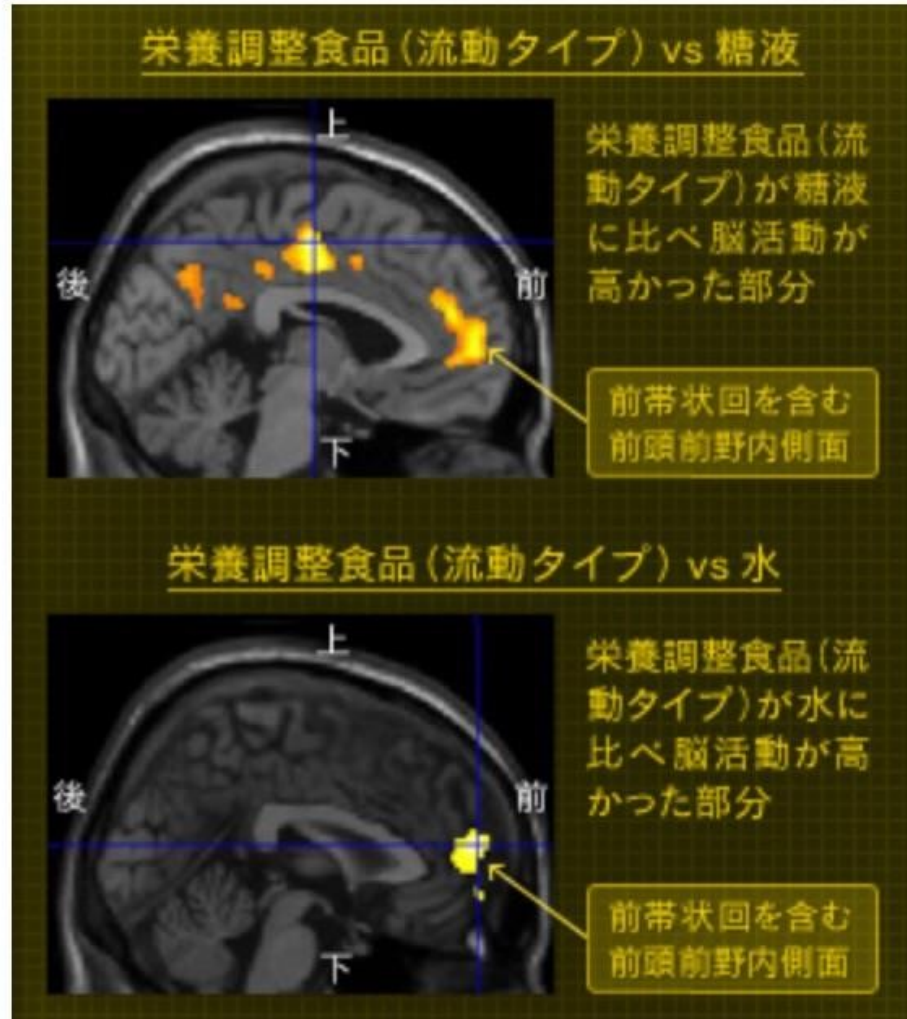 栄養調整食品(流動タイプ) vs 糖液
上
後
前
下
栄養調整食品(流
動タイプ)が糖液
に比べ脳活動が
高かった部分
前帯状回を含む
前頭前野内側面
栄養調整食品(流動タイプ) vs 水
上
後
前
下
栄養調整食品(流
動タイプ)が水に
比べ脳活動が高
かった部分
前帯状回を含む
前頭前野内側面